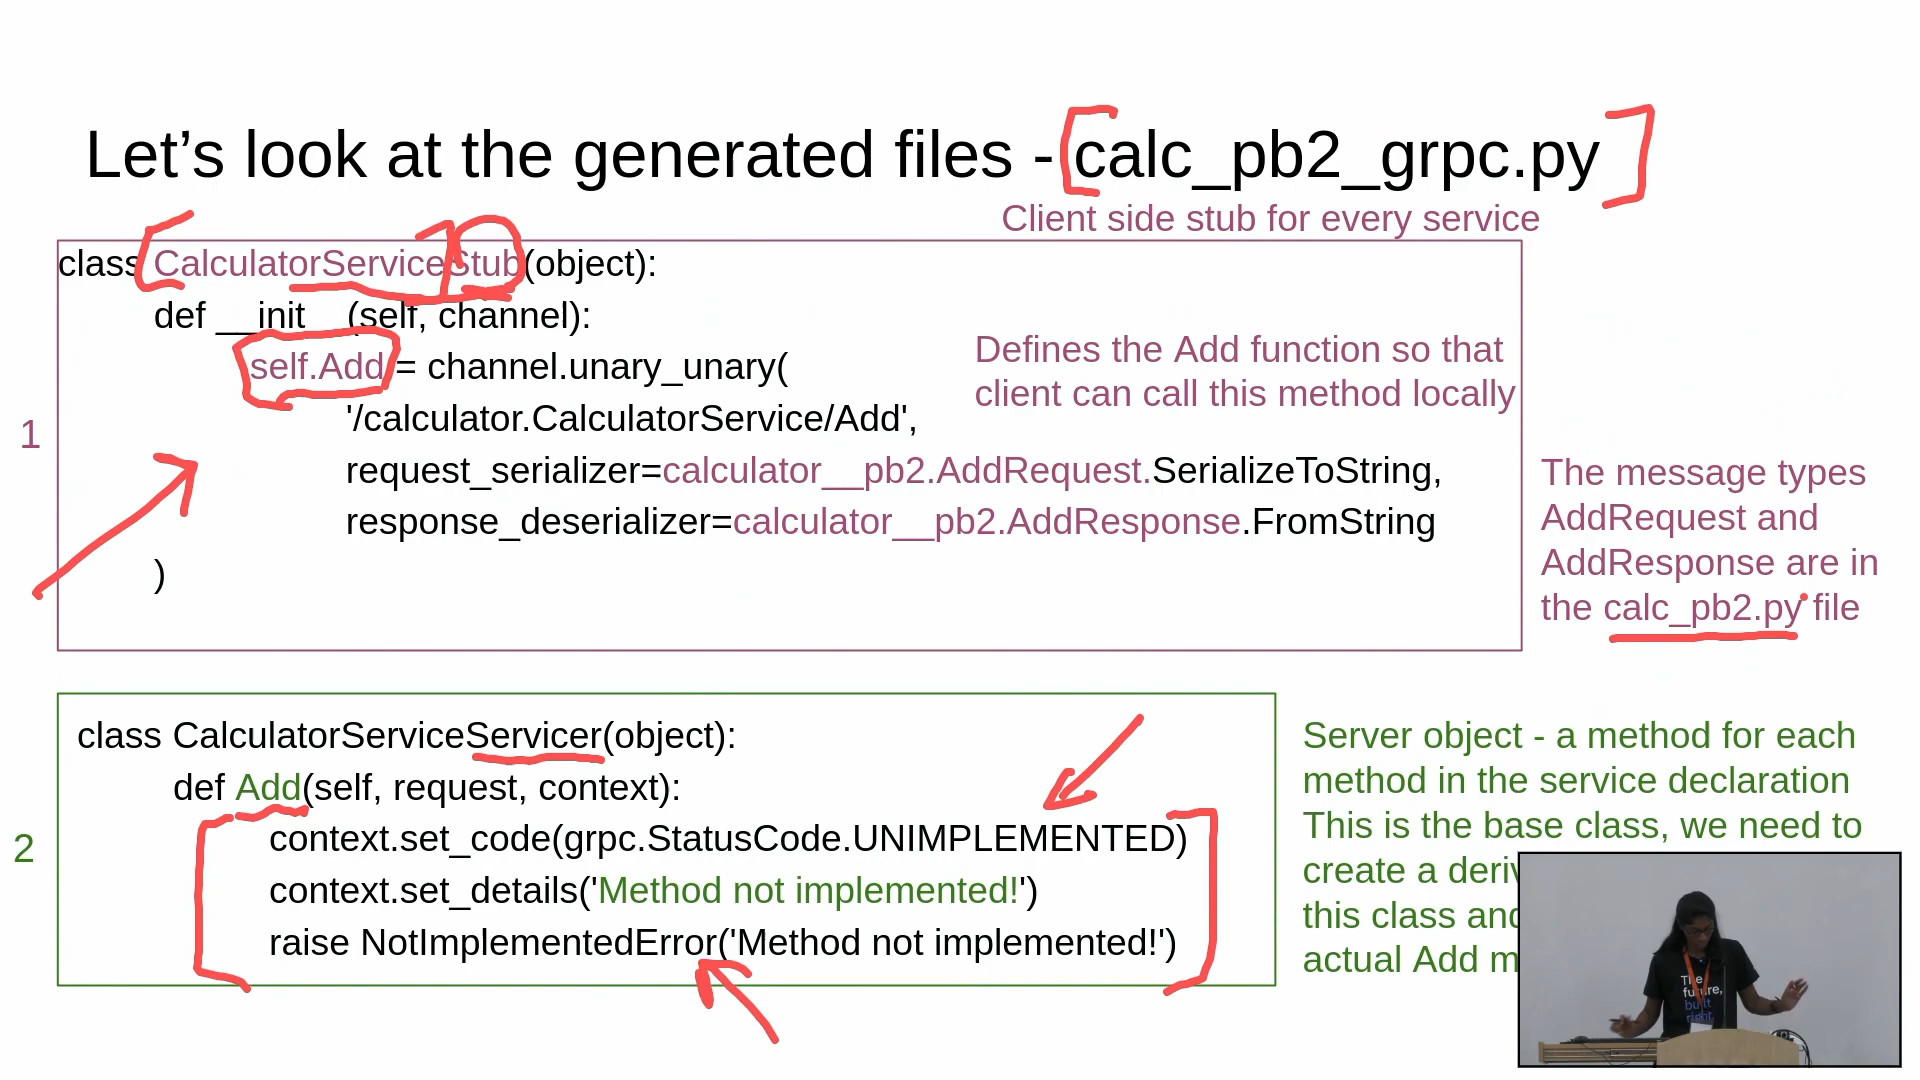 Let’s look at the generated files - calc_pb2_grpc.py
Client side stub for every service
class CalculatorServiceStub(object):
def __init__(self, channel):
self.Add = channel.unary_unary(
'/calculator.CalculatorService/Add',
request_serializer=calculator__pb2.AddRequest.SerializeToString,
response_deserializer=calculator__pb2.AddResponse.FromString
)
Defines the Add function so that
client can call this method locally
1
The message types
AddRequest and
AddResponse are in
the calc_pb2.py file
class CalculatorServiceServicer(object):
def Add(self, request, context):
context.set_code(grpc.StatusCode.UNIMPLEMENTED)
context.set_details('Method not implemented!')
raise NotImplementedError('Method not implemented!')
2
Server object - a method for each
method in the service declaration
This is the base class, we need to
create a
this class
actual Add
The
future,
built
right.